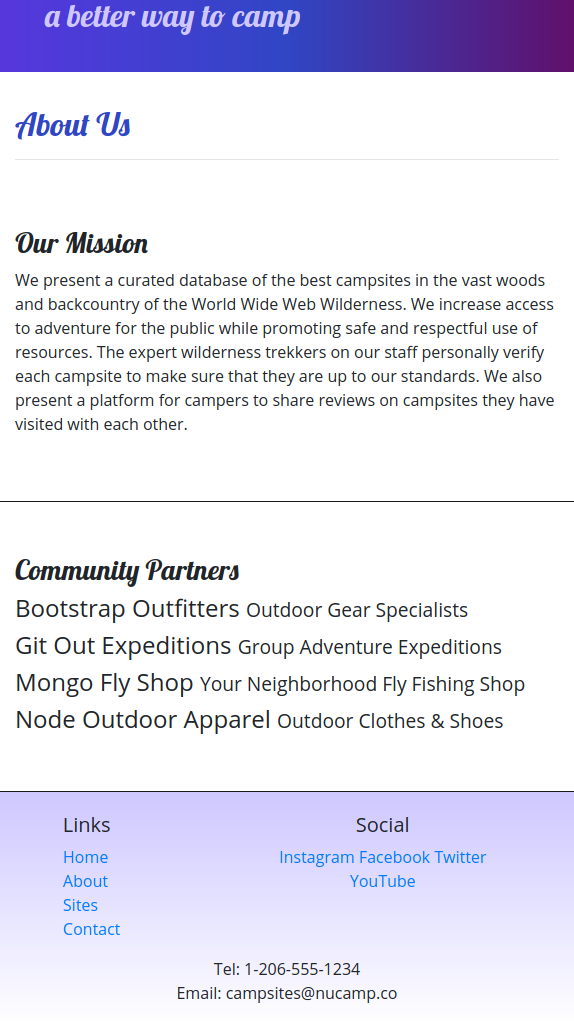 a better way to camp
About Us
Our Mission
We present a curated database of the best campsites in the vast woods
and backcountry of the World Wide Web Wilderness. We increase access
to adventure for the public while promoting safe and respectful use of
resources. The expert wilderness trekkers on our staff personally verify
each campsite to make sure that they are up to our standards. We also
present a platform for campers to share reviews on campsites they have
visited with each other.
Community Partners
Bootstrap Outfitters Outdoor Gear Specialists
Git Out Expeditions Group Adventure Expeditions
Mongo Fly Shop Your Neighborhood Fly Fishing Shop
Node Outdoor Apparel Outdoor Clothes & Shoes
Links
Home
About
Sites
Contact
Social
Instagram Facebook Twitter
YouTube
Tel: 1-206-555-1234
Email: campsites@nucamp.co